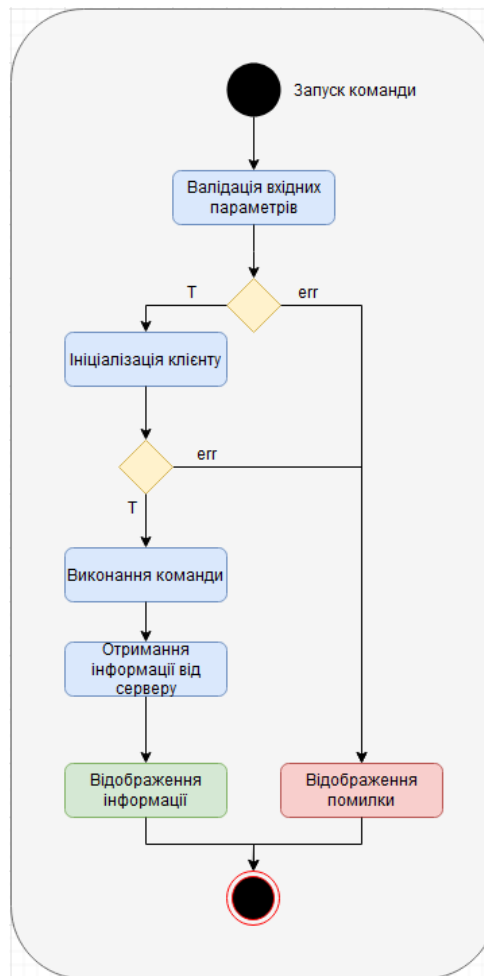 Запуск команди
Валідація вхідних
параметрів
T
err
Ініціалізація клієнту
err
T
Виконання команди
Отримання
інформації від
серверу
Відображення
інформації
Відображення
помилки